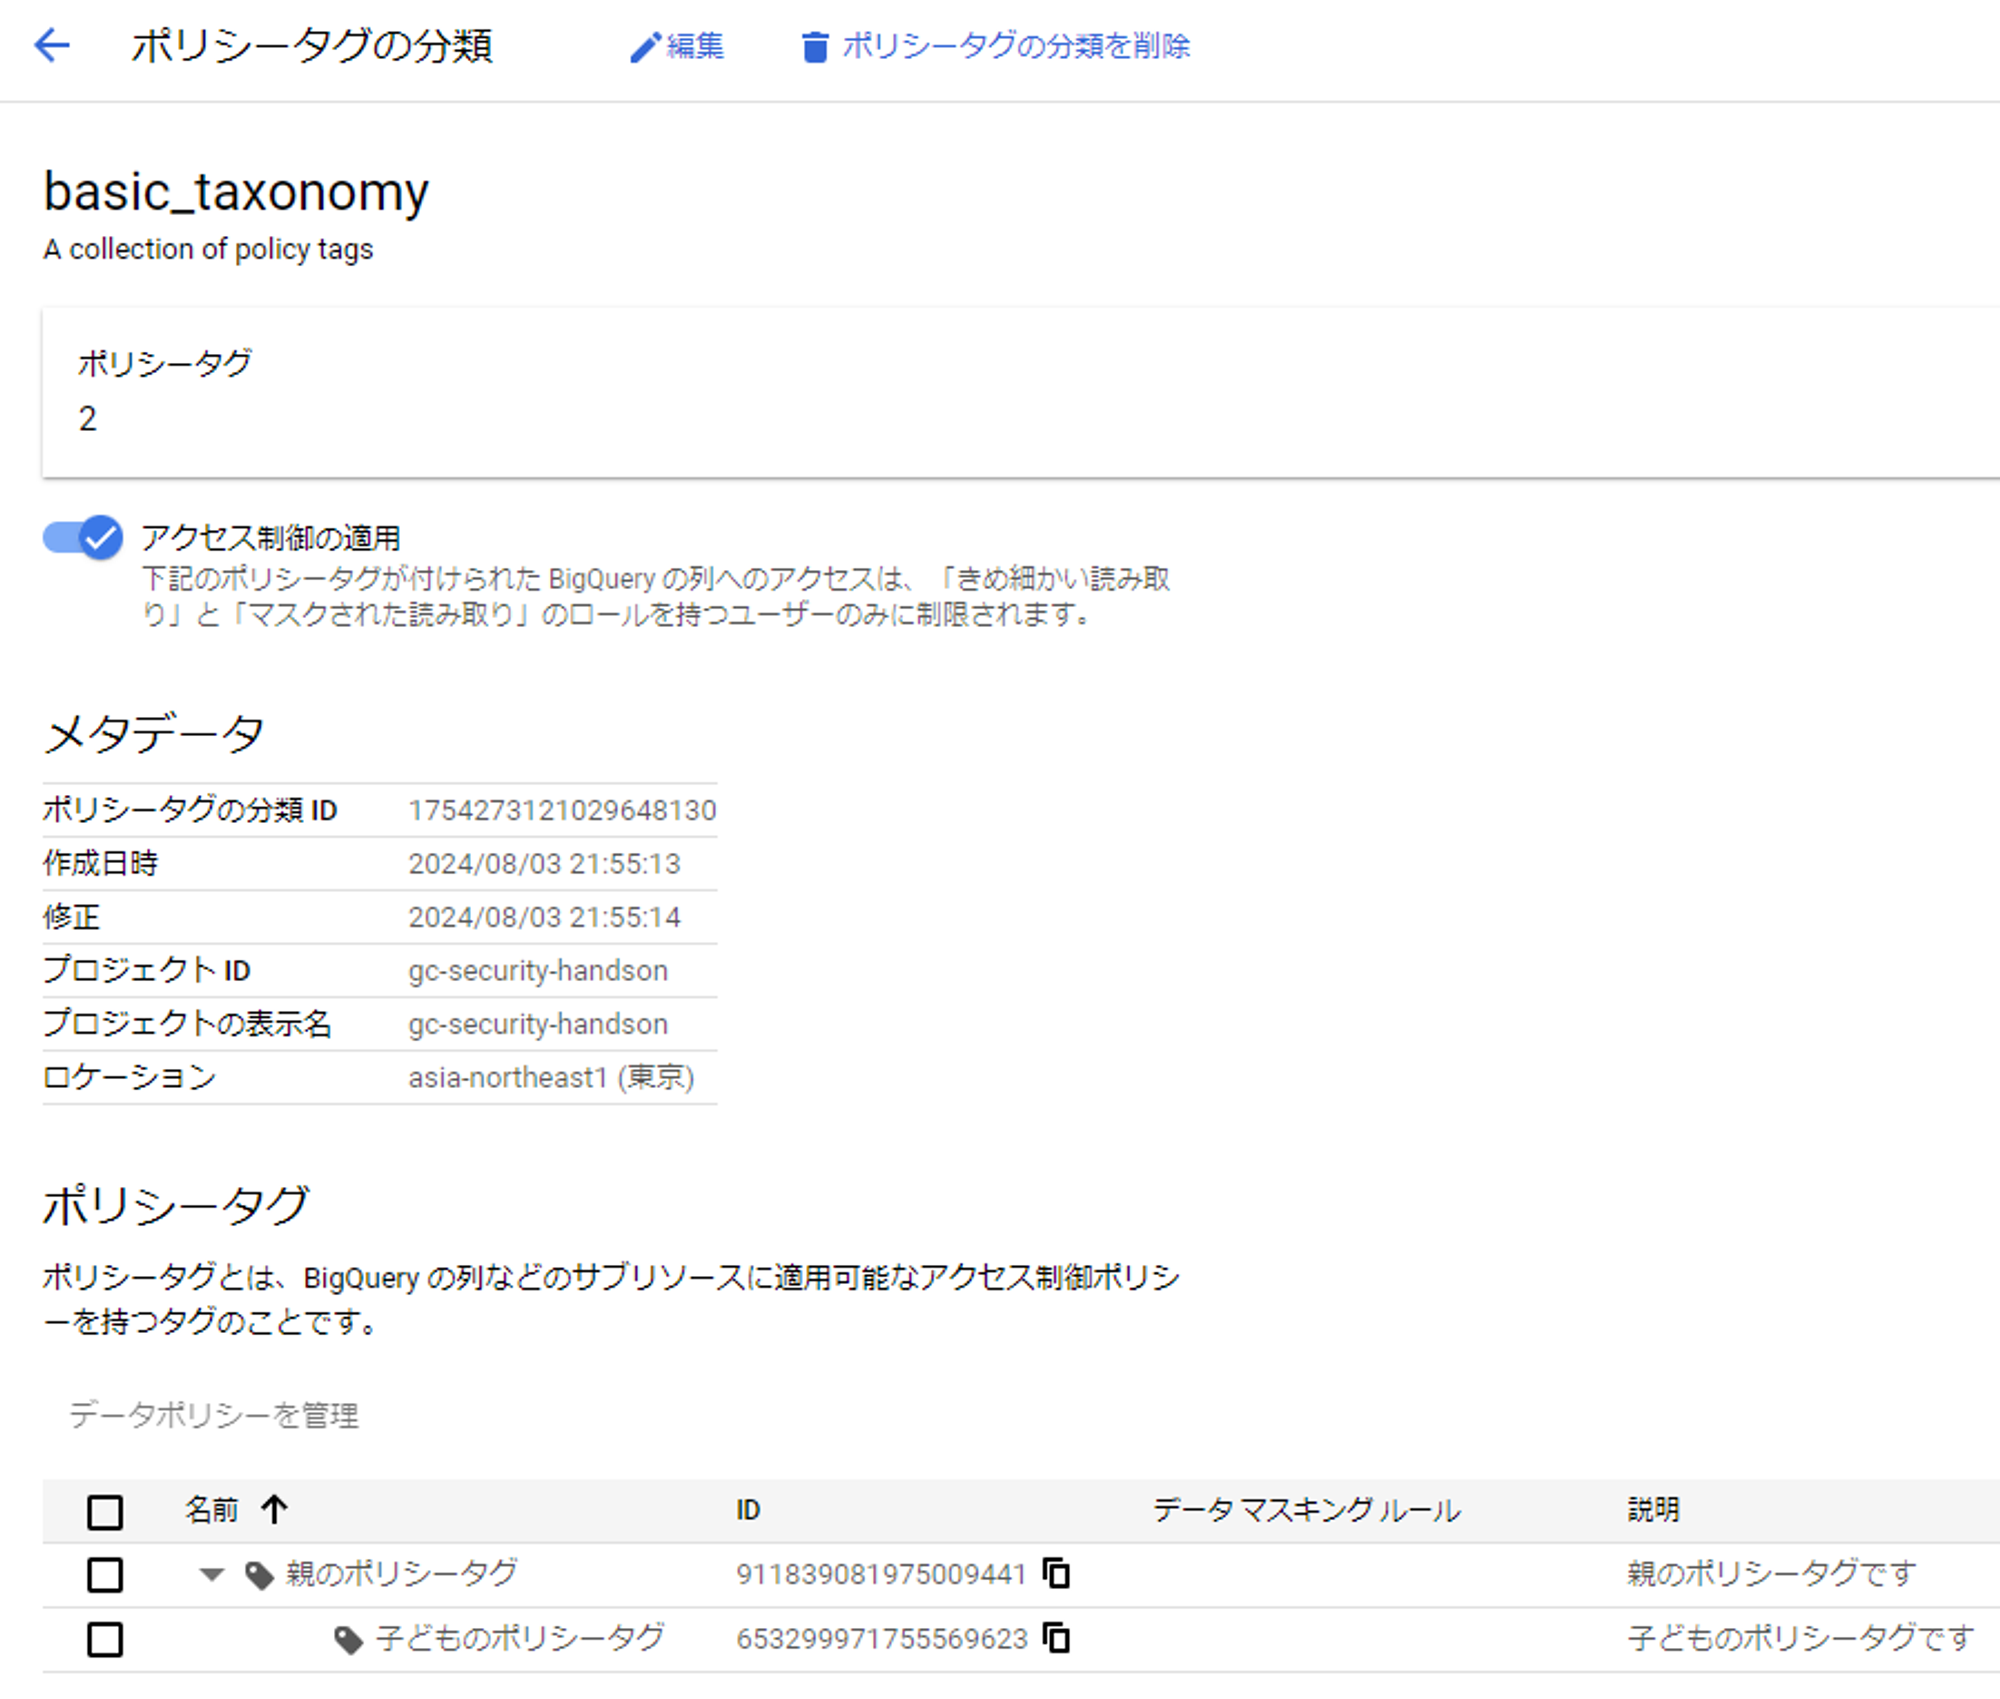 ポリシータグの分類 編集 ポリシータグの分類を削除
basic_taxonomy
A collection of policy tags
ポリシータグ
2
アクセス制御の適用
下記のポリシータグが付けられた BigQuery の列へのアクセスは、「きめ細かい読み取
り」と「マスクされた読み取り」のロールを持つユーザーのみに制限されます。
メタデータ
ポリシータグの分類 ID 1754273121029648130
作成日時 2024/08/03 21:55:13
修正 2024/08/03 21:55:14
プロジェクト ID gc-security-handson
プロジェクトの表示名 gc-security-handson
ロケーション asia-northeast1 (東京)
ポリシータグ
ポリシータグとは、BigQuery の列などのサブリソースに適用可能なアクセス制御ポリシ
ーを持つタグのことです。
データポリシーを管理
名前 ID データ マスキング ルール 説明
親のポリシータグ 911839081975009441 親のポリシータグです
子どものポリシータグ 653299971755569623 子どものポリシータグです